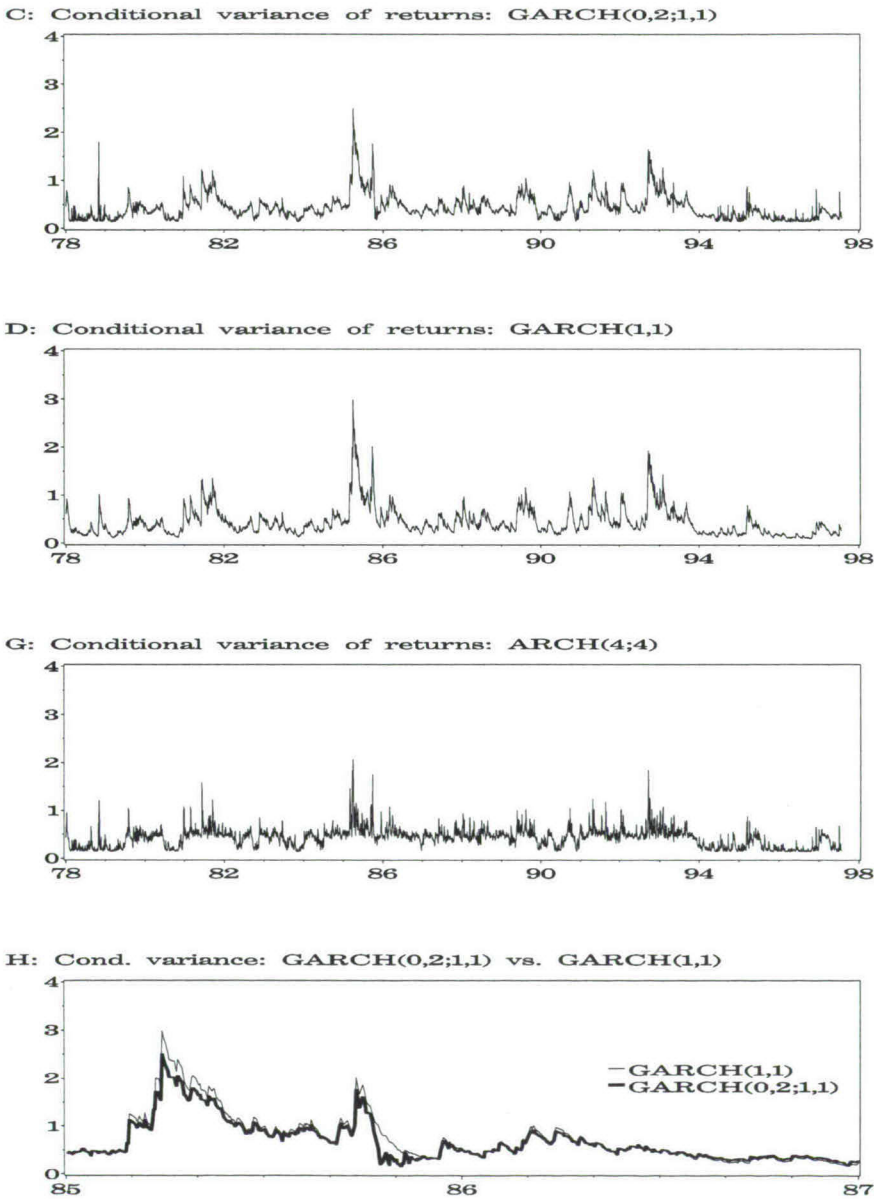 C: Conditional variance of returns: GARCH(0,2;1,1)
4
3
2
1
0
78 82 86 90 94 98
D: Conditional variance of returns: GARCH(1,1)
4
3
2
1
0
78 82 86 90 94 98
G: Conditional variance of returns: ARCH(4;4)
4
3
2
1
0
78 82 86 90 94 98
H: Cond. variance: GARCH(0,2;1,1) vs. GARCH(1,1)
4
3
2
1
0
GARCH(1,1)
GARCH(0,2;1,1)
85 86 87